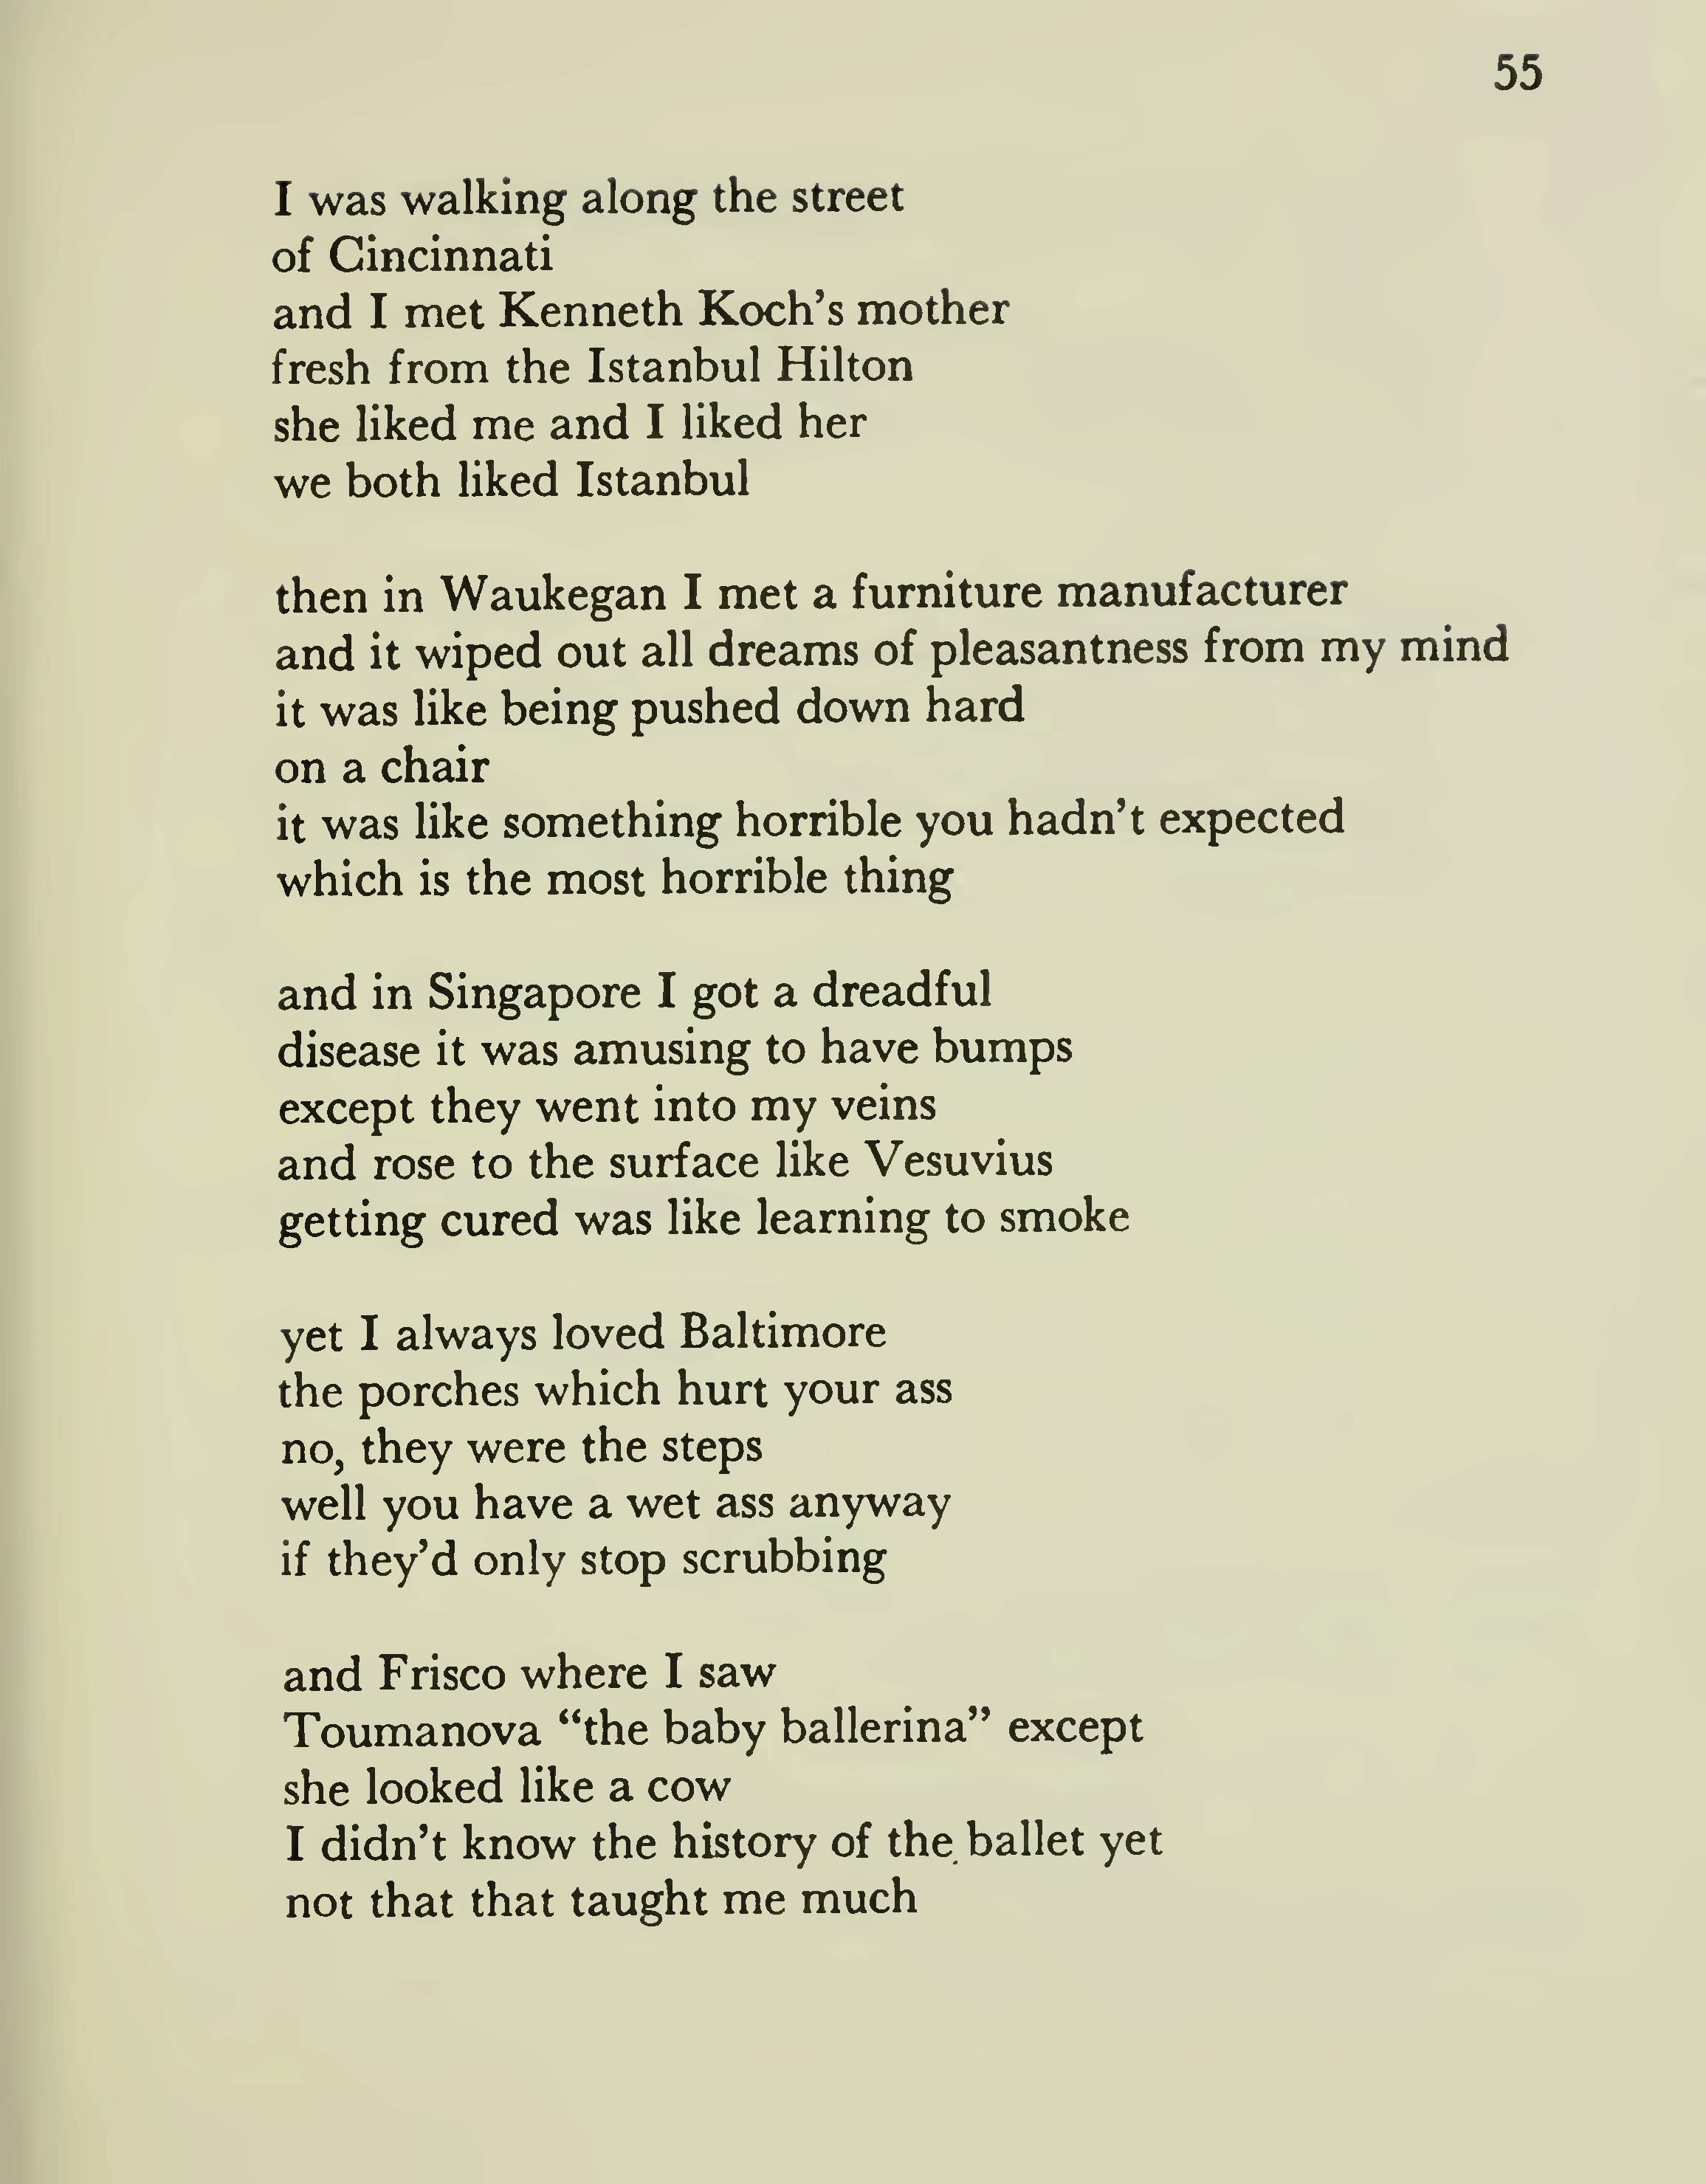 55
I was walking along the street
of Cincinnati
and I met Kenneth Koch's mother
fresh from the Istanbul Hilton
she liked me and I liked her
we both liked Istanbul
then in Waukegan I met a furniture manufacturer
and it wiped out all dreams of pleasantness from my mind
it was like being pushed down hard
on a chair
it was like something horrible you hadn't expected
which is the most horrible thing
and in Singapore I got a dreadful
disease it was amusing to have bumps
except they went into my veins
and rose to the surface like Vesuvius
getting cured was like learning to smoke
yet I always loved Baltimore
the porches which hurt your ass
no, they were the steps
well you have a wet ass anyway
if they'd only stop scrubbing
and Frisco where I saw
Toumanova “the baby ballerina” except
she looked like a cow
I didn't know the history of the ballet yet
not that that taught me much